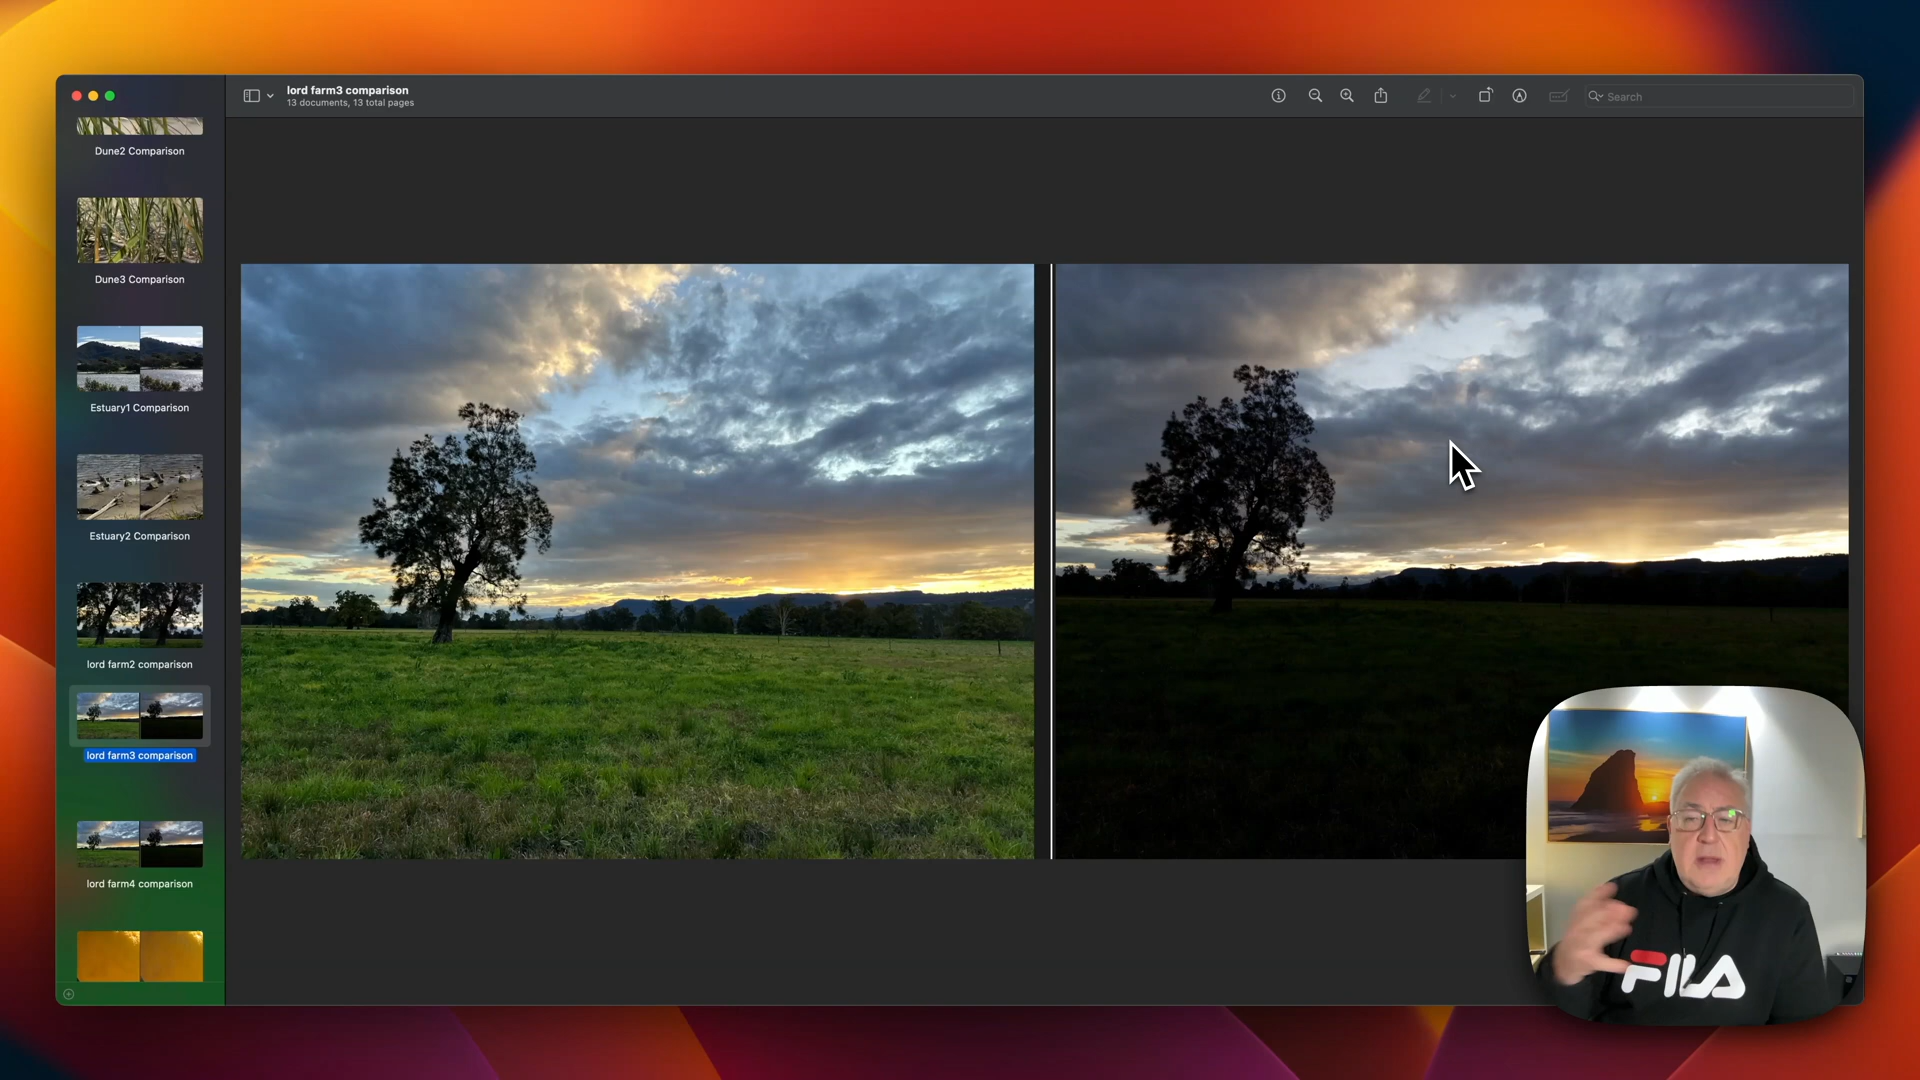 lord farm3 comparison
13 documents, 13 total pages
Search
Dune2 Comparison
Dune3 Comparison
Estuary1 Comparison
Estuary2 Comparison
lord farm2 comparison
lord farm3 comparison
lord farm4 comparison
FILA